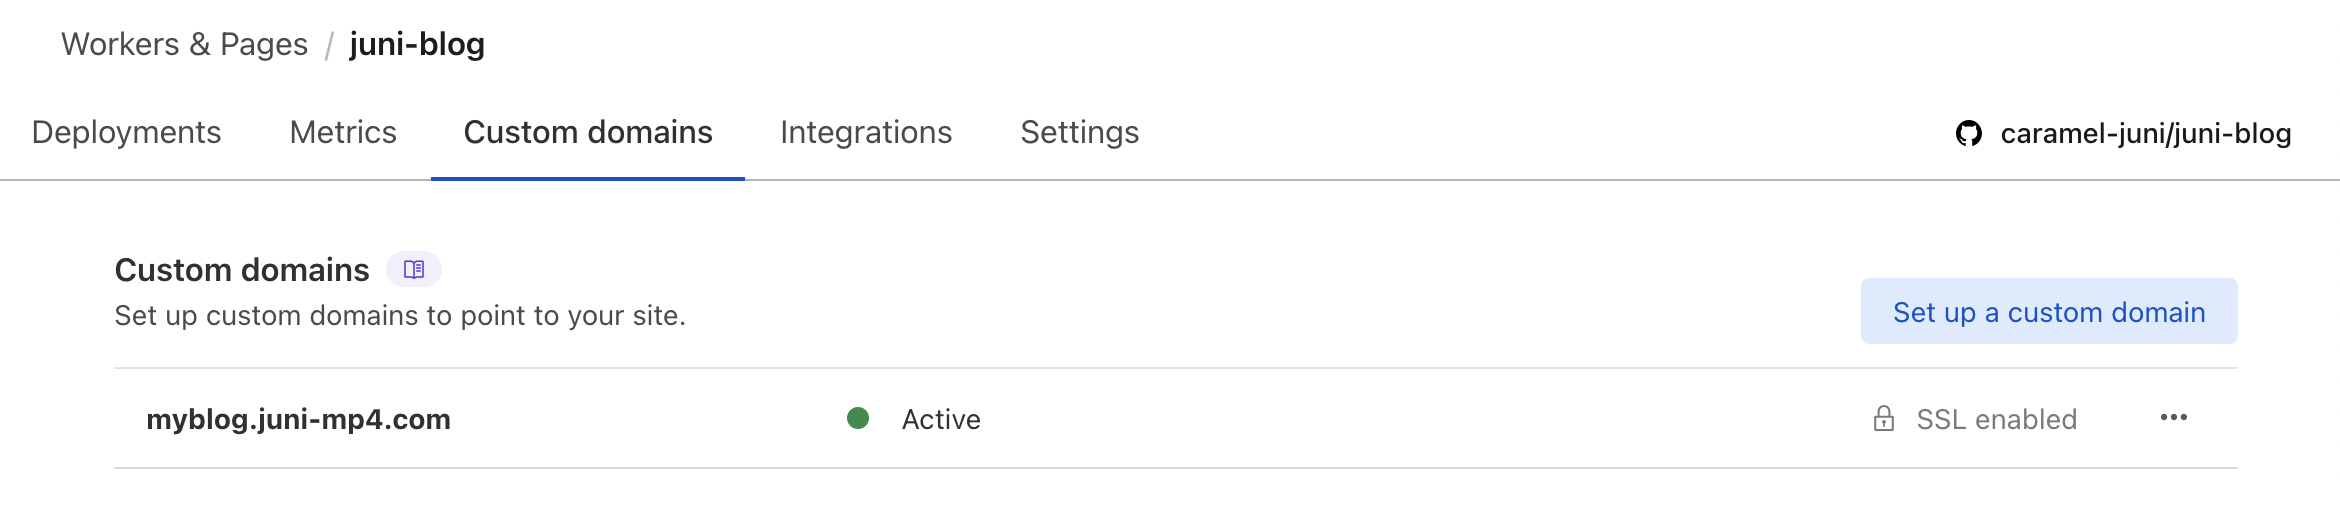 Workers & Pages / juni-blog
Deployments Metrics Custom domains Integrations Settings caramel-juni/juni-blog
Custom domains
Set up custom domains to point to your site.
Set up a custom domain
myblog.juni-mp4.com Active SSL enabled